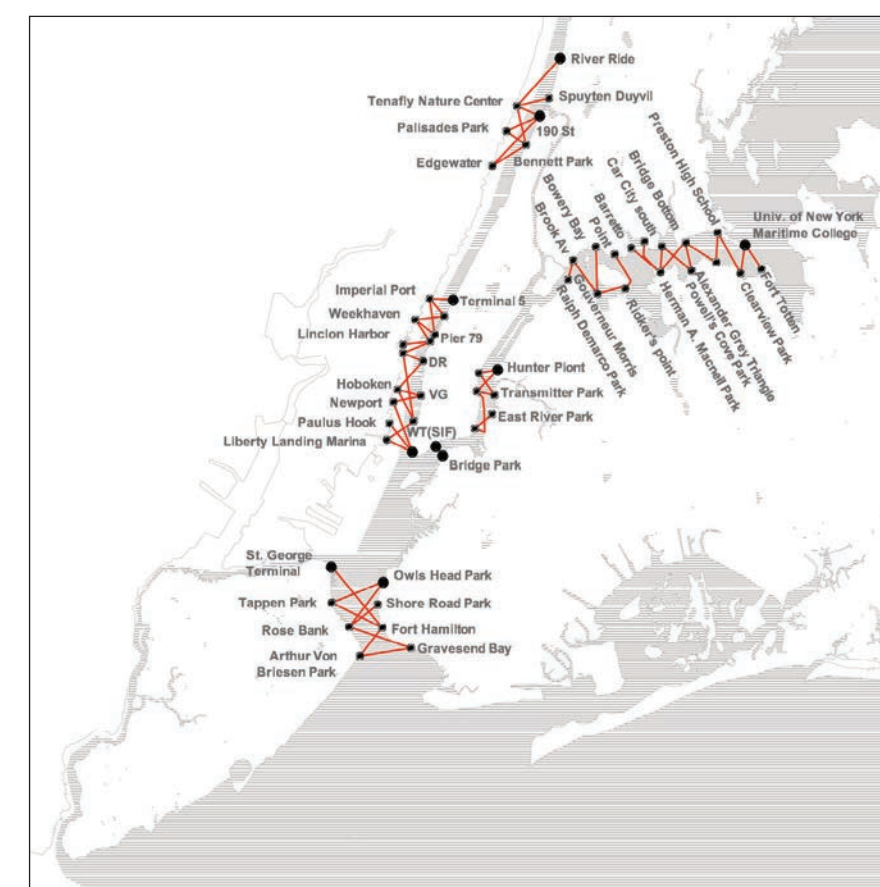 River Ride
Tenafly Nature Center
Spuyten Duyvil
Palisades Park
190 St
Edgewater
Bennett Park
Preston High School
Bridge Bottom
Car City south
Barretto
Point
Bowery Bay
Brook Av
Univ. of New York
Maritime College
Fort Totten
Clearview Park
Alexander Grey Triangle
Powell's Cove Park
Herman A. Macneil Park
Ridker's point
Gouverneur Morris
Ralph Demarco Park
Imperial Port
Terminal 5
Weekhaven
Linclon Harbor
Pier 79
DR
Hoboken
VG
Newport
Paulus Hook
WT(SIF)
Liberty Landing Marina
Hunter Piont
Transmitter Park
East River Park
Bridge Park
St. George
Terminal
Owls Head Park
Tappen Park
Shore Road Park
Rose Bank
Fort Hamilton
Arthur Von
Briesen Park
Gravesend Bay